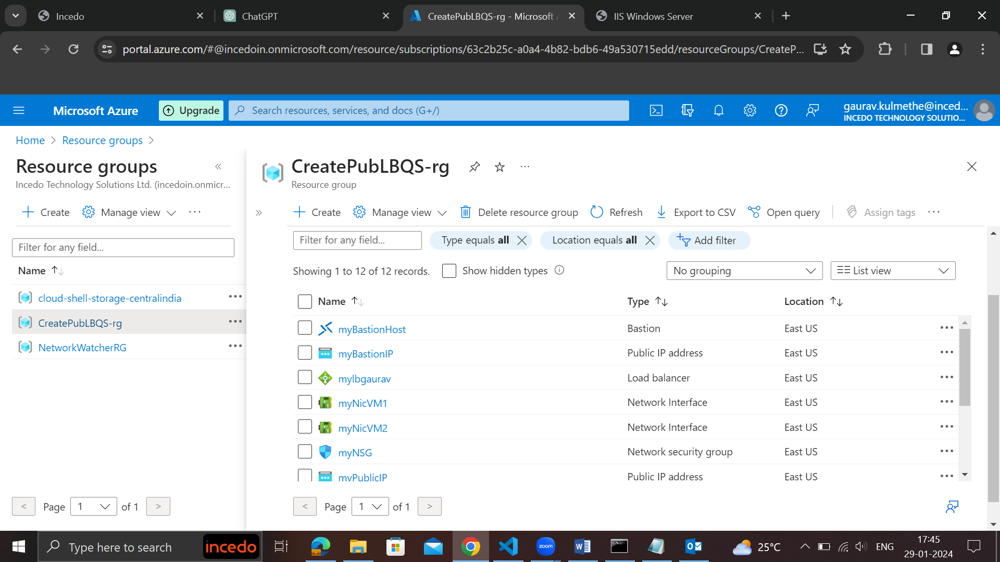 Incedo
ChatGPT
CreatePubLBQS-rg - Microsoft A
IIS Windows Server
portal.azure.com/#@incedoin.onmicrosoft.com/resource/subscriptions/63c2b25c-a0a4-4b82-bdb6-49a530715edd/resourceGroups/CreateP...
Microsoft Azure
Upgrade
Search resources, services, and docs (G+/)
gaurav.kulmethe@inced...
INCEDO TECHNOLOGY SOLUTIO...
Home > Resource groups >
Resource groups
Incedo Technology Solutions Ltd. (incedoin.onmicr...
Create
Manage view
Filter for any field...
Name
cloud-shell-storage-centralindia
CreatePubLBQS-rg
NetworkWatcherRG
< Page 1 of 1 >
CreatePubLBQS-rg
Resource group
Create
Manage view
Delete resource group
Refresh
Export to CSV
Open query
Assign tags
Filter for any field...
Type equals all
Location equals all
Add filter
Showing 1 to 12 of 12 records.
Show hidden types
No grouping
List view
Name Type Location
myBastionHost Bastion East US
myBastionIP Public IP address East US
mylbgaurav Load balancer East US
myNicVM1 Network Interface East US
myNicVM2 Network Interface East US
myNSG Network security group East US
myPublicIP Public IP address East US
< Page 1 of 1 >
Type here to search
incedo
zoom
25°C
ENG
17:45
29-01-2024